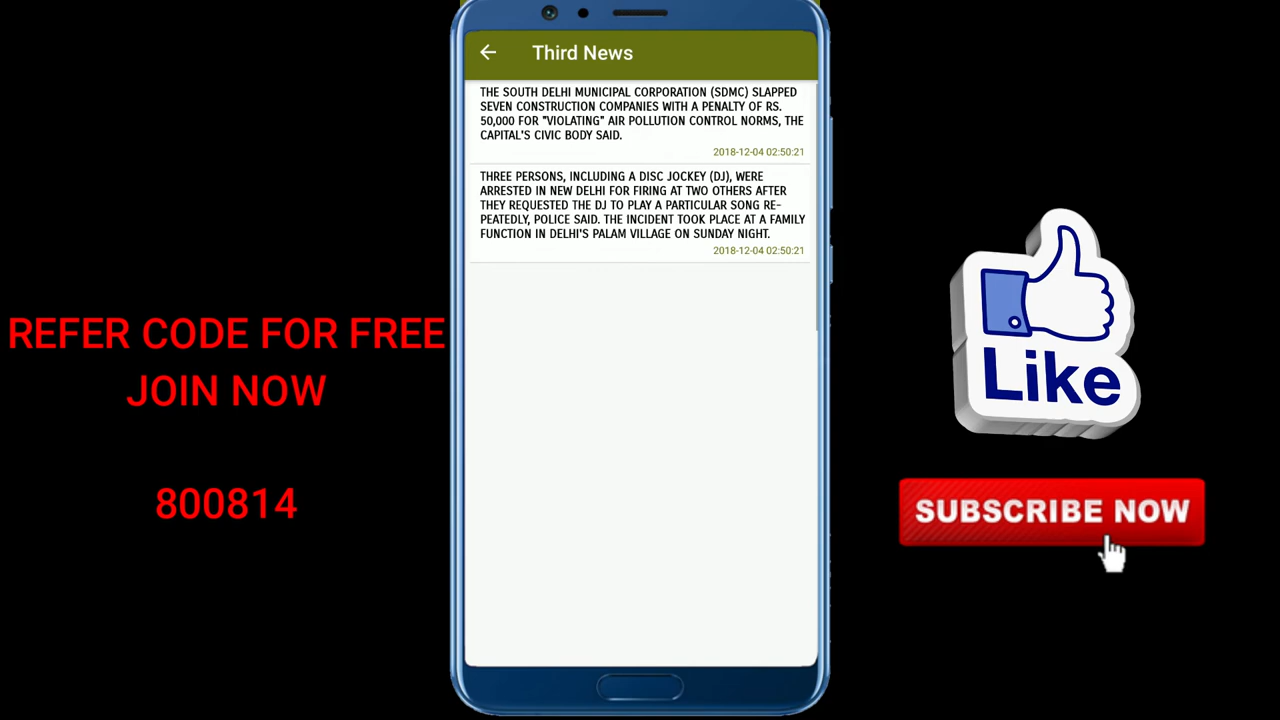 Third News
THE SOUTH DELHI MUNICIPAL CORPORATION (SDMC) SLAPPED
SEVEN CONSTRUCTION COMPANIES WITH A PENALTY OF RS.
50,000 FOR "VIOLATING" AIR POLLUTION CONTROL NORMS, THE
CAPITAL'S CIVIC BODY SAID.
2018-12-04 02:50:21
THREE PERSONS, INCLUDING A DISC JOCKEY (DJ), WERE
ARRESTED IN NEW DELHI FOR FIRING AT TWO OTHERS AFTER
THEY REQUESTED THE DJ TO PLAY A PARTICULAR SONG RE-
PEATEDLY, POLICE SAID. THE INCIDENT TOOK PLACE AT A FAMILY
FUNCTION IN DELHI'S PALAM VILLAGE ON SUNDAY NIGHT.
2018-12-04 02:50:21
REFER CODE FOR FREE
JOIN NOW
800814
Like
SUBSCRIBE NOW